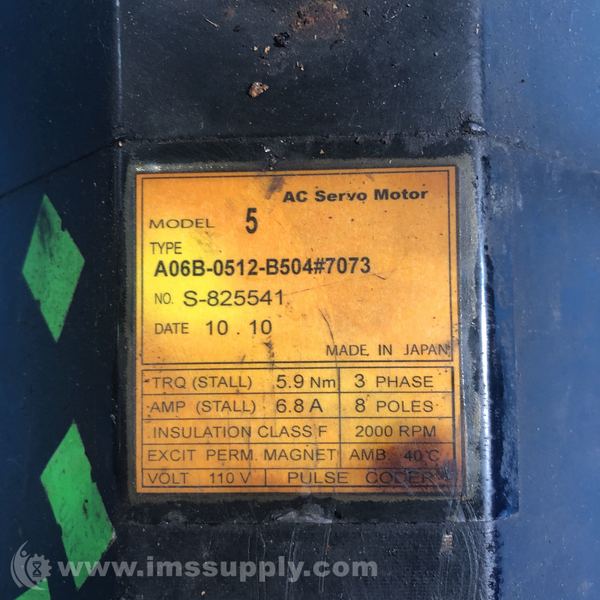 AC Servo Motor
MODEL 5
TYPE
A06B-0512-B504#7073
NO. S-825541
DATE 10.10
MADE IN JAPAN
TRQ (STALL) 5.9 Nm 3 PHASE
AMP (STALL) 6.8 A 8 POLES
INSULATION CLASS F 2000 RPM
EXCIT PERM. MAGNET AMB. 40°C
VOLT 110 V PULSE CODER
www.imssupply.com